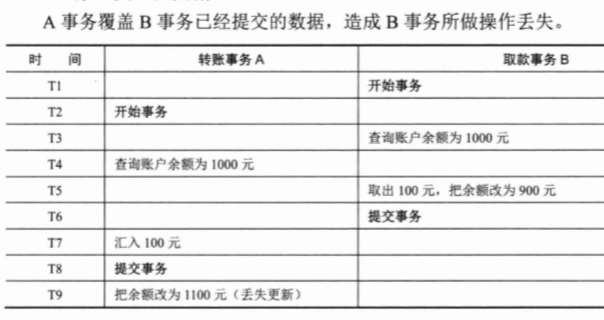 A 事务覆盖 B 事务已经提交的数据，造成 B 事务所做操作丢失。
时 间 转账事务 A 取款事务 B
T1 开始事务
T2 开始事务
T3 查询账户余额为 1000 元
T4 查询账户余额为 1000 元
T5 取出 100 元，把余额改为 900 元
T6 提交事务
T7 汇入 100 元
T8 提交事务
T9 把余额改为 1100 元（丢失更新）